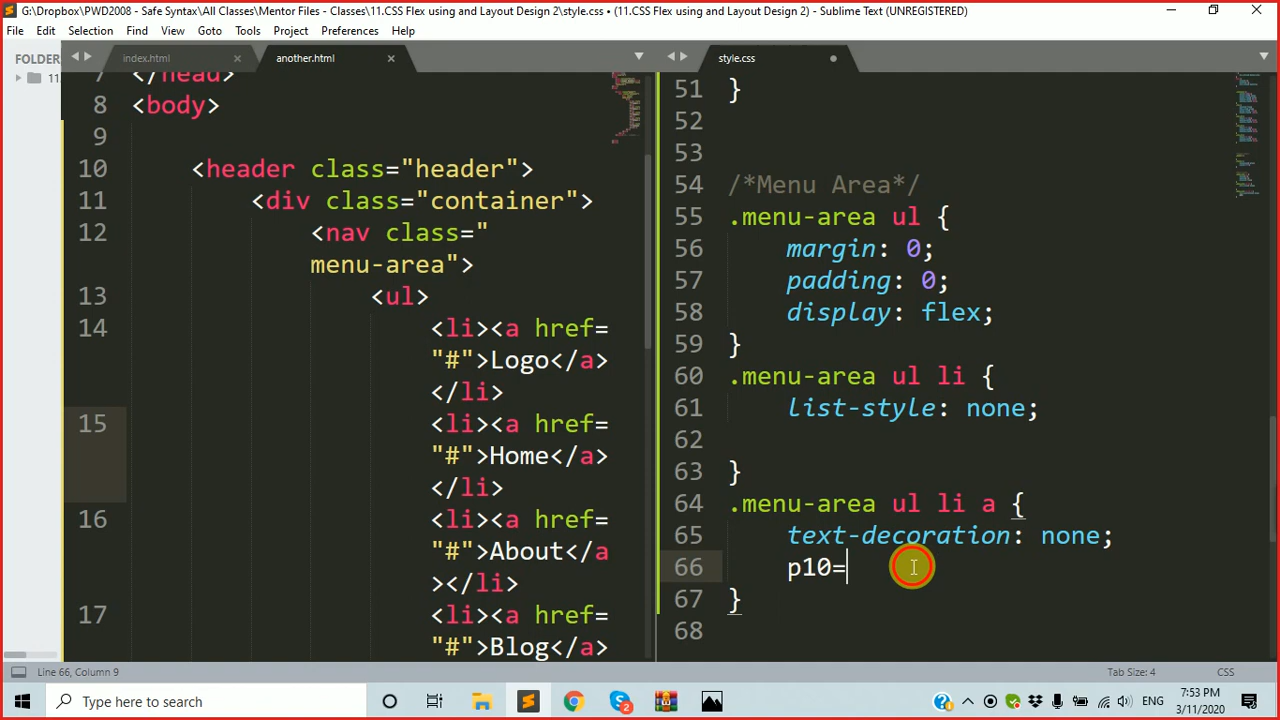 G:\Dropbox\PWD2008 - Safe Syntax\All Classes\Mentor Files - Classes\11.CSS Flex using and Layout Design 2\style.css • (11.CSS Flex using and Layout Design 2) - Sublime Text (UNREGISTERED)
File Edit Selection Find View Goto Tools Project Preferences Help
FOLDER
11
index.html
another.html
7 </head>
8 <body>
9
10 <header class="header">
11 <div class="container">
12 <nav class="
menu-area">
13 <ul>
14 <li><a href=
"#">Logo</a>
</li>
15 <li><a href=
"#">Home</a>
</li>
16 <li><a href=
"#">About</a
></li>
17 <li><a href=
"#">Blog</a>
style.css
51 }
52
53
54 /*Menu Area*/
55 .menu-area ul {
56 margin: 0;
57 padding: 0;
58 display: flex;
59 }
60 .menu-area ul li {
61 list-style: none;
62
63 }
64 .menu-area ul li a {
65 text-decoration: none;
66 p10=
67 }
68
Line 66, Column 9
Tab Size: 4
CSS
Type here to search
2
ENG
7:53 PM
3/11/2020